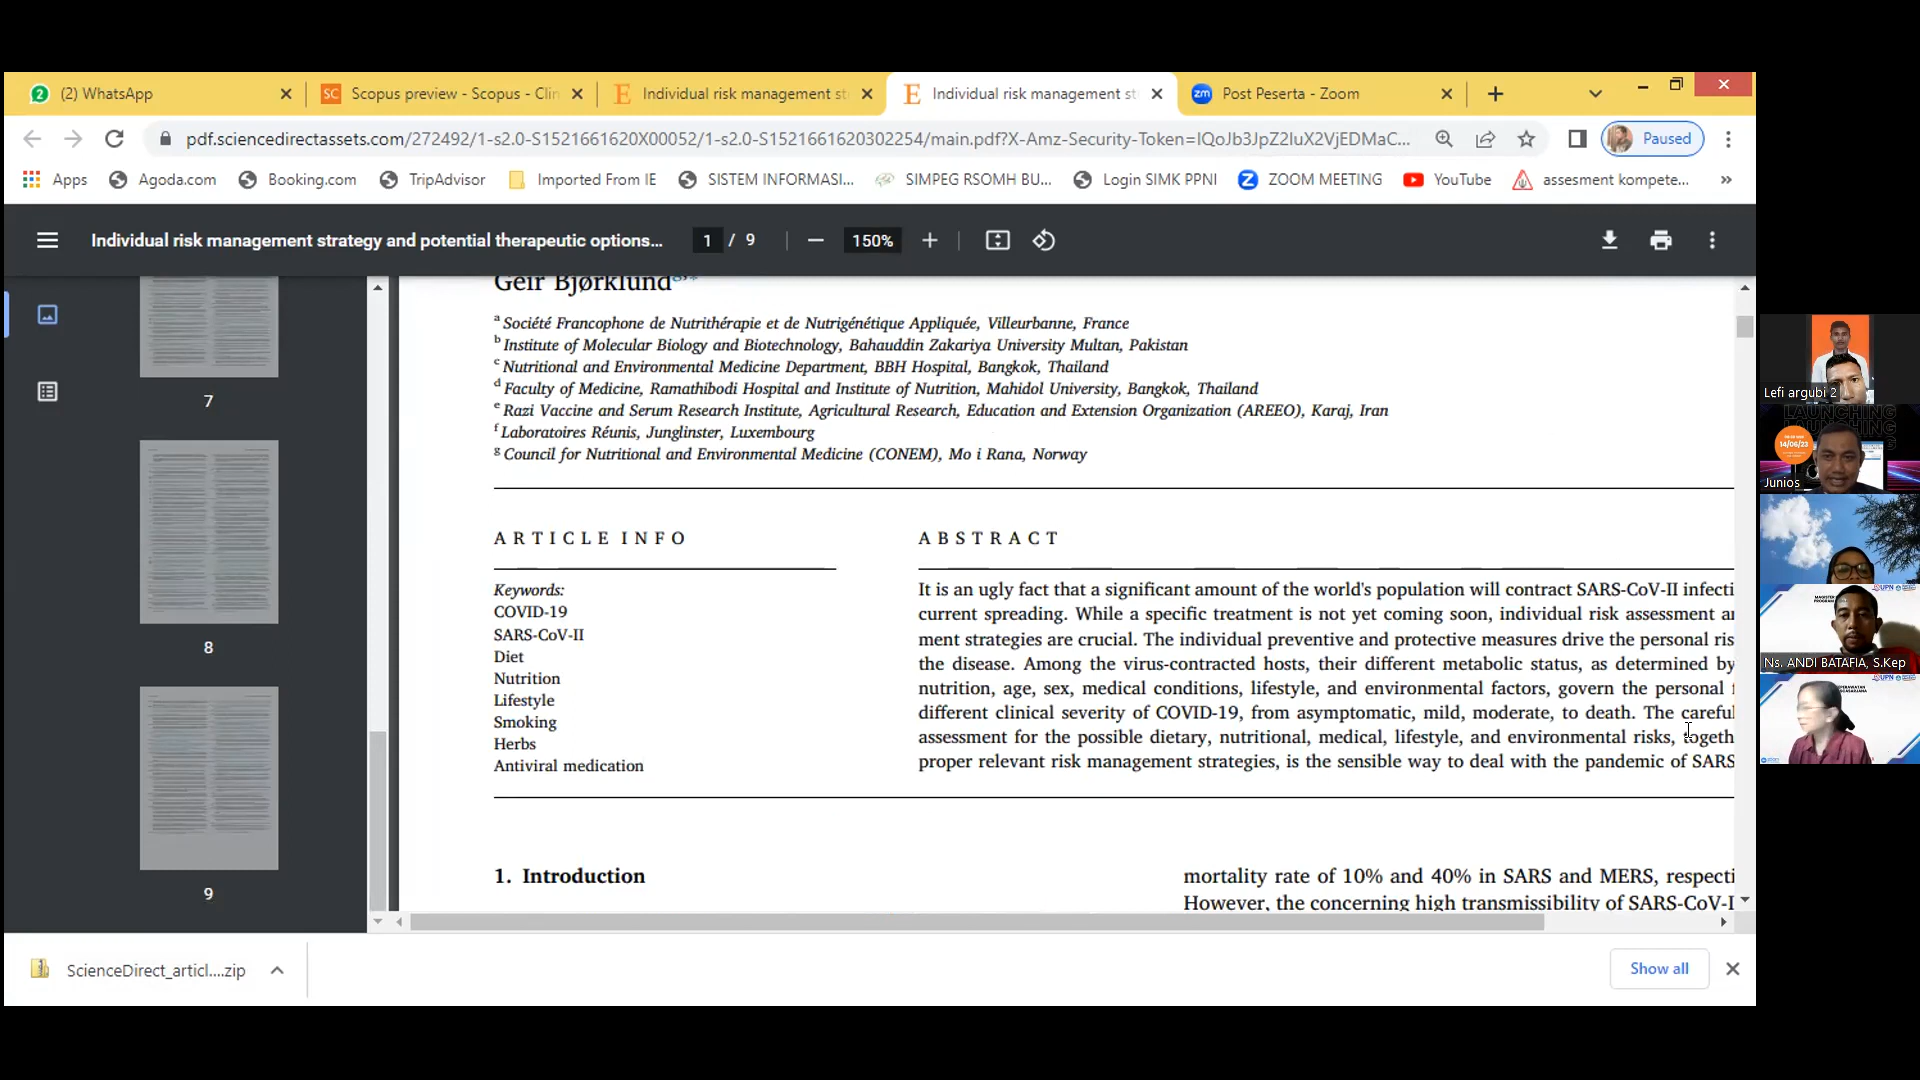 (2) WhatsApp
Scopus preview - Scopus - Clin
Individual risk management st
Individual risk management st
Post Peserta - Zoom
pdf.sciencedirectassets.com/272492/1-s2.0-S1521661620X00052/1-s2.0-S1521661620302254/main.pdf?X-Amz-Security-Token=IQoJb3JpZ2luX2VjEDMaC...
Paused
Apps
Agoda.com
Booking.com
TripAdvisor
Imported From IE
SISTEM INFORMASI...
SIMPEG RSOMH BU...
Login SIMK PPNI
ZOOM MEETING
YouTube
assesment kompete...
»
Individual risk management strategy and potential therapeutic options...
1 / 9
150%
7
8
9
Geir Bjørklund
a Société Francophone de Nutrithérapie et de Nutrigénétique Appliquée, Villeurbanne, France
b Institute of Molecular Biology and Biotechnology, Bahauddin Zakariya University Multan, Pakistan
c Nutritional and Environmental Medicine Department, BBH Hospital, Bangkok, Thailand
d Faculty of Medicine, Ramathibodi Hospital and Institute of Nutrition, Mahidol University, Bangkok, Thailand
e Razi Vaccine and Serum Research Institute, Agricultural Research, Education and Extension Organization (AREEO), Karaj, Iran
f Laboratoires Réunis, Junglinster, Luxembourg
g Council for Nutritional and Environmental Medicine (CONEM), Mo i Rana, Norway
ARTICLE INFO
Keywords:
COVID-19
SARS-CoV-II
Diet
Nutrition
Lifestyle
Smoking
Herbs
Antiviral medication
ABSTRACT
It is an ugly fact that a significant amount of the world's population will contract SARS-CoV-II infecti
current spreading. While a specific treatment is not yet coming soon, individual risk assessment ar
ment strategies are crucial. The individual preventive and protective measures drive the personal ris
the disease. Among the virus-contracted hosts, their different metabolic status, as determined by
nutrition, age, sex, medical conditions, lifestyle, and environmental factors, govern the personal f
different clinical severity of COVID-19, from asymptomatic, mild, moderate, to death. The careful
assessment for the possible dietary, nutritional, medical, lifestyle, and environmental risks, togeth
proper relevant risk management strategies, is the sensible way to deal with the pandemic of SARS
1. Introduction
mortality rate of 10% and 40% in SARS and MERS, respecti
However, the concerning high transmissibility of SARS-CoV-I
ScienceDirect_articl....zip
Show all
Lefi argubi 2
LAUNCHING
14/06/23
Junios
UPN
Ns. ANDI BATAFIA, S.Kep
UPN